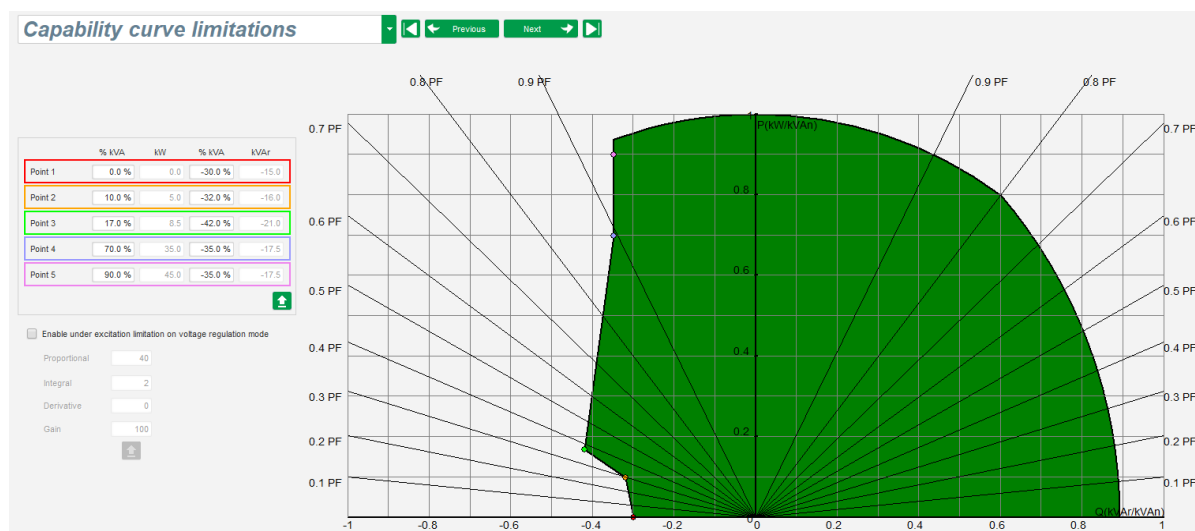 Capability curve limitations
Previous
Next
% kVA kW % kVA kVAr
Point 1 0.0 % 0.0 -30.0 % -15.0
Point 2 10.0 % 5.0 -32.0 % -16.0
Point 3 17.0 % 8.5 -42.0 % -21.0
Point 4 70.0 % 35.0 -35.0 % -17.5
Point 5 90.0 % 45.0 -35.0 % -17.5
Enable under excitation limitation on voltage regulation mode
Proportional 40
Integral 2
Derivative 0
Gain 100
0.8 PF 0.9 PF 0.9 PF 0.8 PF
1 P(kW/kVAn)
0.7 PF 0.7 PF
0.8
0.6 PF 0.6 PF
0.6
0.5 PF 0.5 PF
0.4 PF 0.4 0.4 PF
0.3 PF 0.3 PF
0.2 PF 0.2 0.2 PF
0.1 PF 0.1 PF
Q(kVAr/kVAn)
-1 -0.8 -0.6 -0.4 -0.2 0 0.2 0.4 0.6 0.8 1